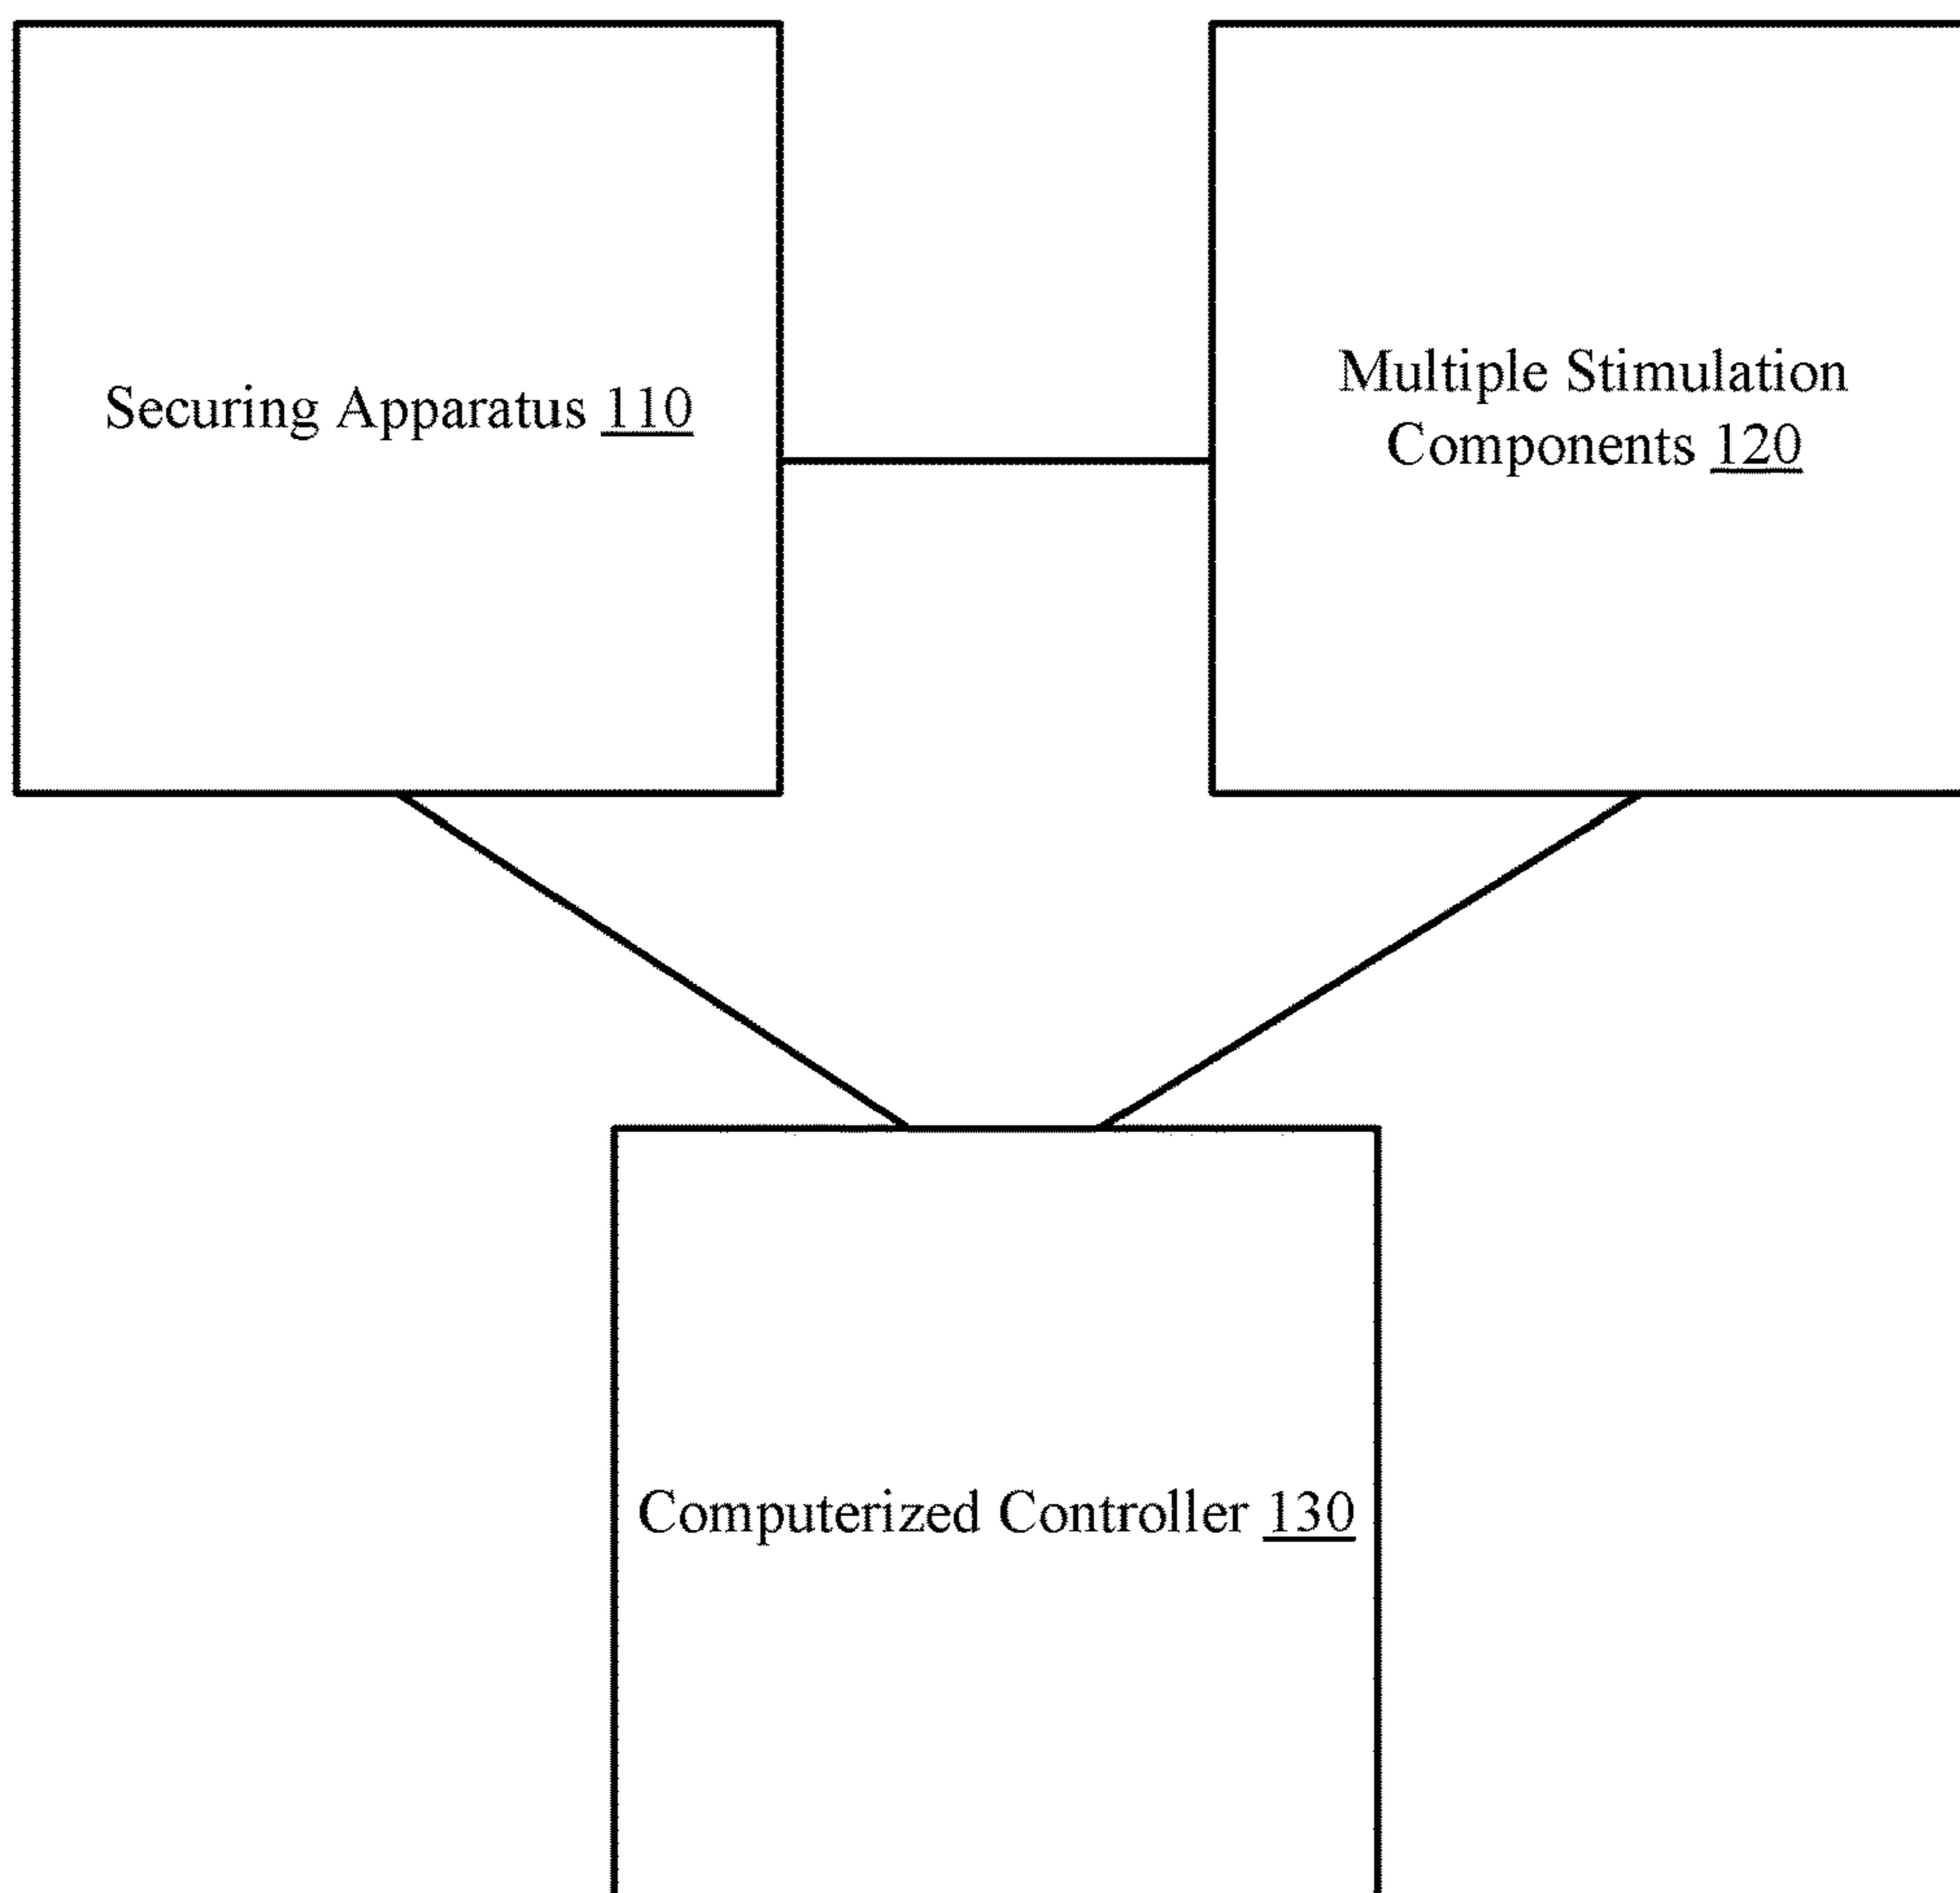 Securing Apparatus 110
Multiple Stimulation
Components 120
Computerized Controller 130